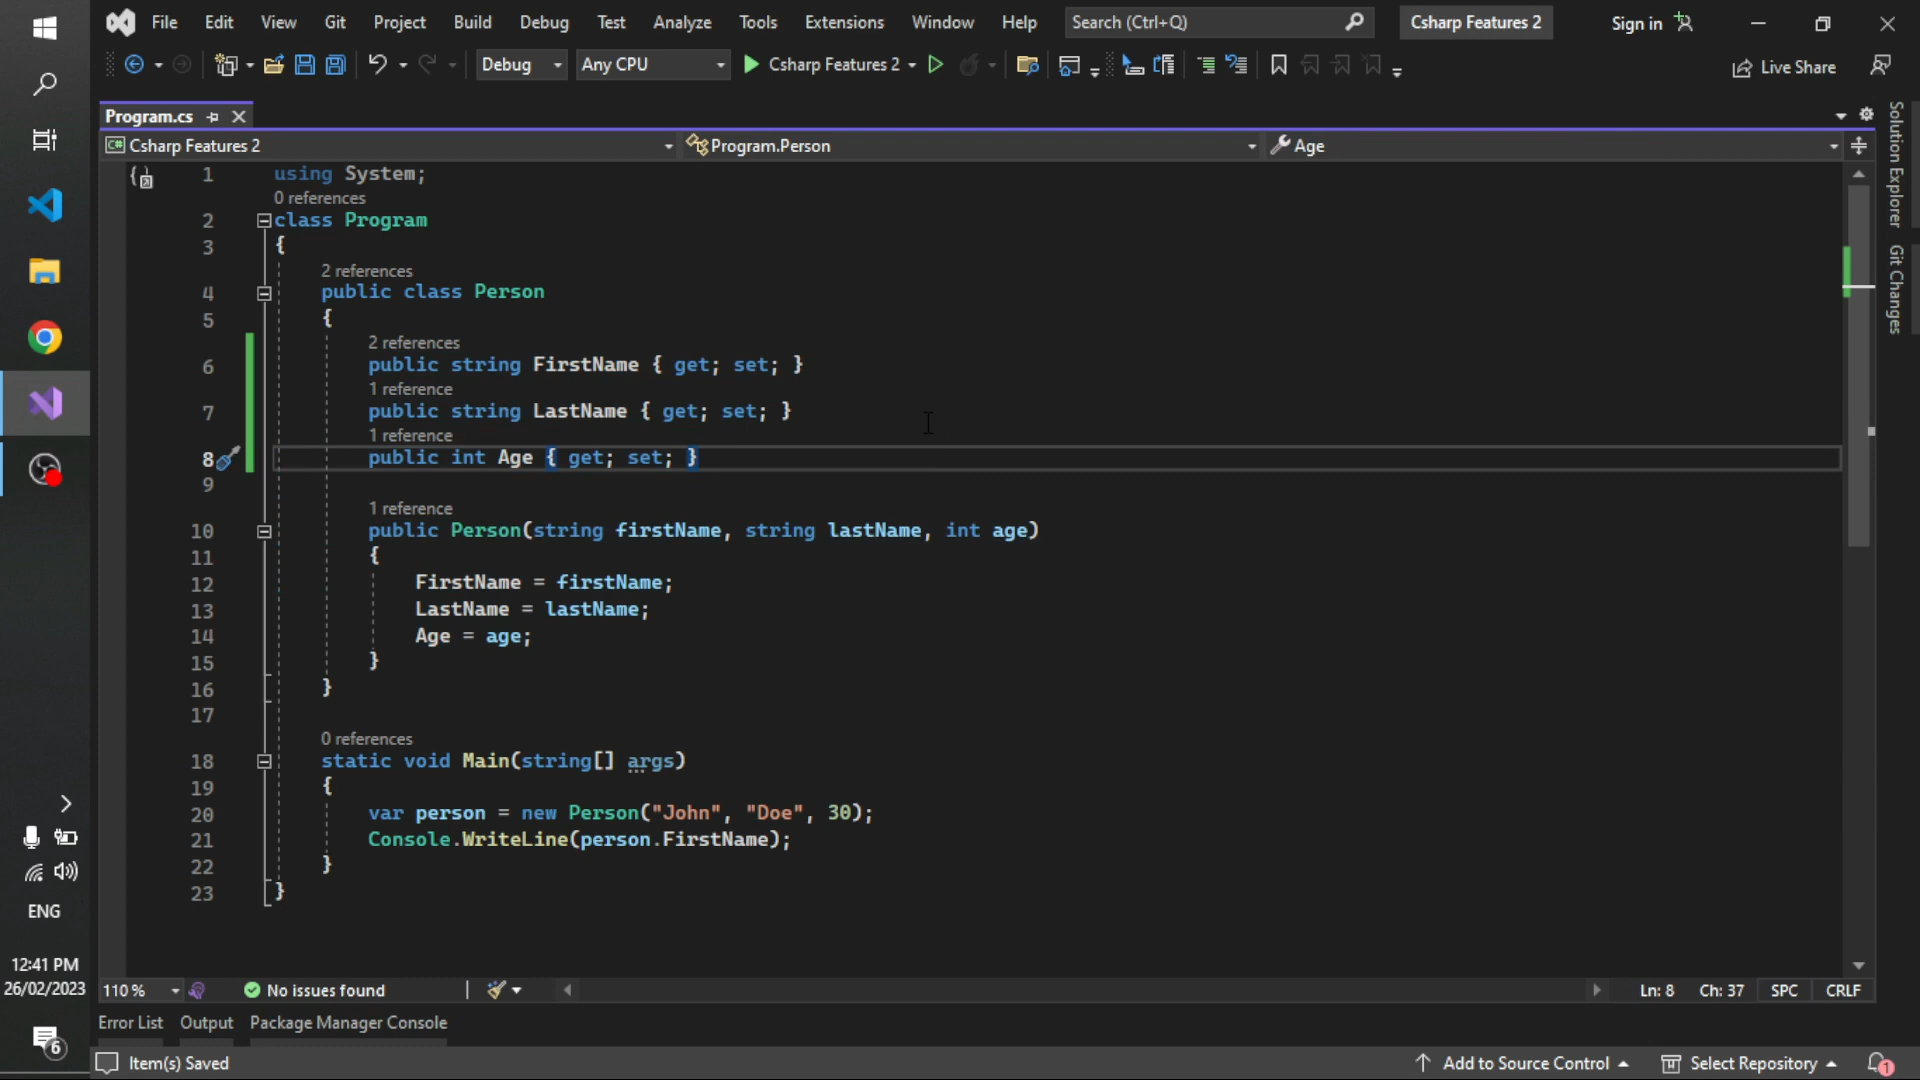 File Edit View Git Project Build Debug Test Analyze Tools Extensions Window Help Search (Ctrl+Q) Csharp Features 2 Sign in
Debug Any CPU Csharp Features 2 Live Share
Program.cs
Csharp Features 2 Program.Person Age
Solution Explorer
Git Changes
1 using System;
0 references
2 class Program
3 {
2 references
4 public class Person
5 {
2 references
6 public string FirstName { get; set; }
1 reference
7 public string LastName { get; set; }
1 reference
8 public int Age { get; set; }
9
1 reference
10 public Person(string firstName, string lastName, int age)
11 {
12 FirstName = firstName;
13 LastName = lastName;
14 Age = age;
15 }
16 }
17
0 references
18 static void Main(string[] args)
19 {
20 var person = new Person("John", "Doe", 30);
21 Console.WriteLine(person.FirstName);
22 }
23 }
ENG
12:41 PM
26/02/2023
6
110 % No issues found Ln: 8 Ch: 37 SPC CRLF
Error List Output Package Manager Console
Item(s) Saved Add to Source Control Select Repository 1